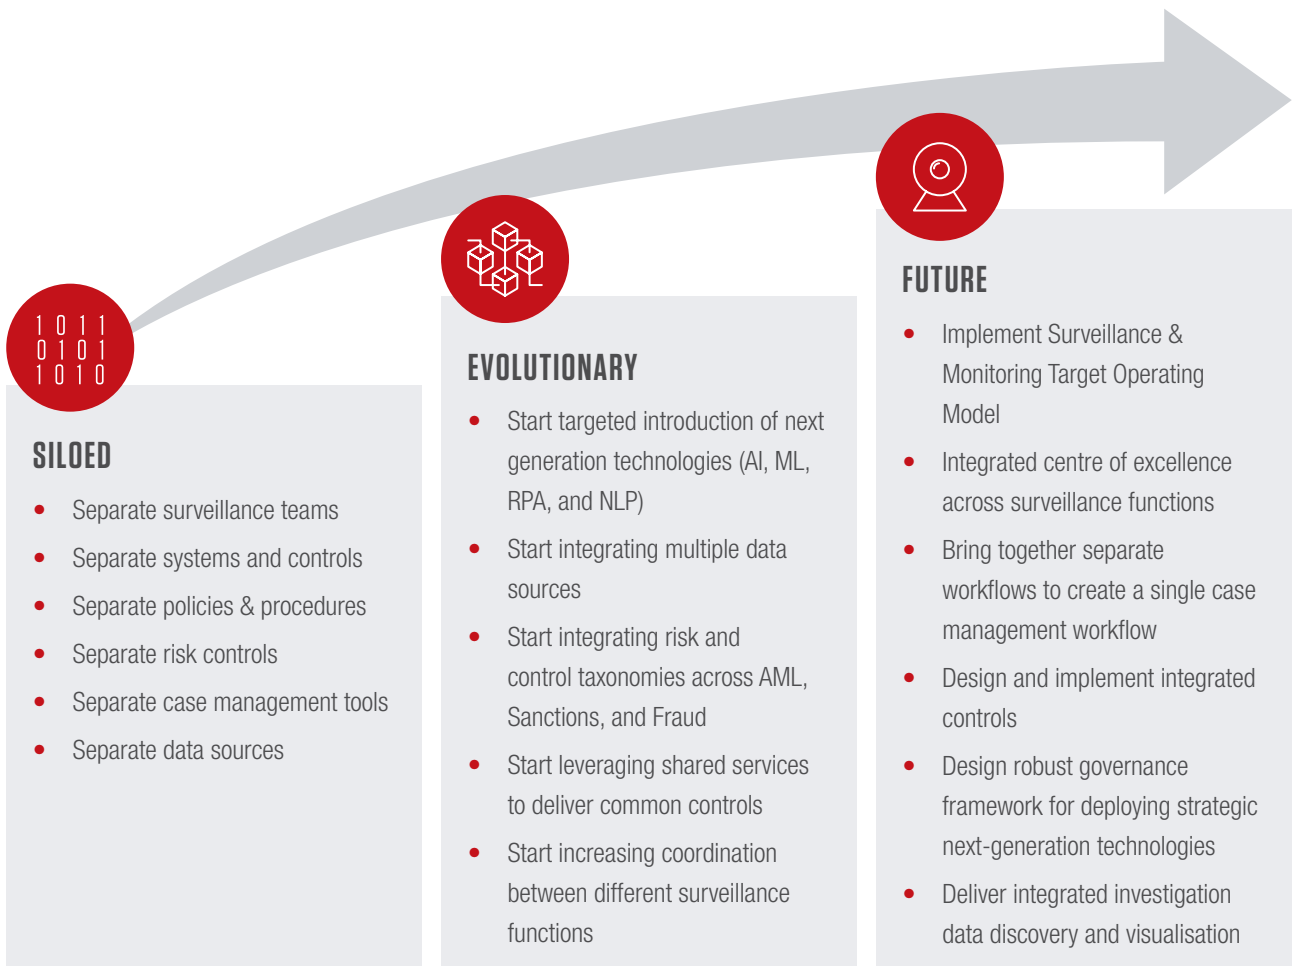 1 0 1 1
0 1 0 1
1 0 1 0
SILOED
• Separate surveillance teams
• Separate systems and controls
• Separate policies & procedures
• Separate risk controls
• Separate case management tools
• Separate data sources
EVOLUTIONARY
• Start targeted introduction of next
generation technologies (AI, ML,
RPA, and NLP)
• Start integrating multiple data
sources
• Start integrating risk and
control taxonomies across AML,
Sanctions, and Fraud
• Start leveraging shared services
to deliver common controls
• Start increasing coordination
between different surveillance
functions
FUTURE
• Implement Surveillance &
Monitoring Target Operating
Model
• Integrated centre of excellence
across surveillance functions
• Bring together separate
workflows to create a single case
management workflow
• Design and implement integrated
controls
• Design robust governance
framework for deploying strategic
next-generation technologies
• Deliver integrated investigation
data discovery and visualisation